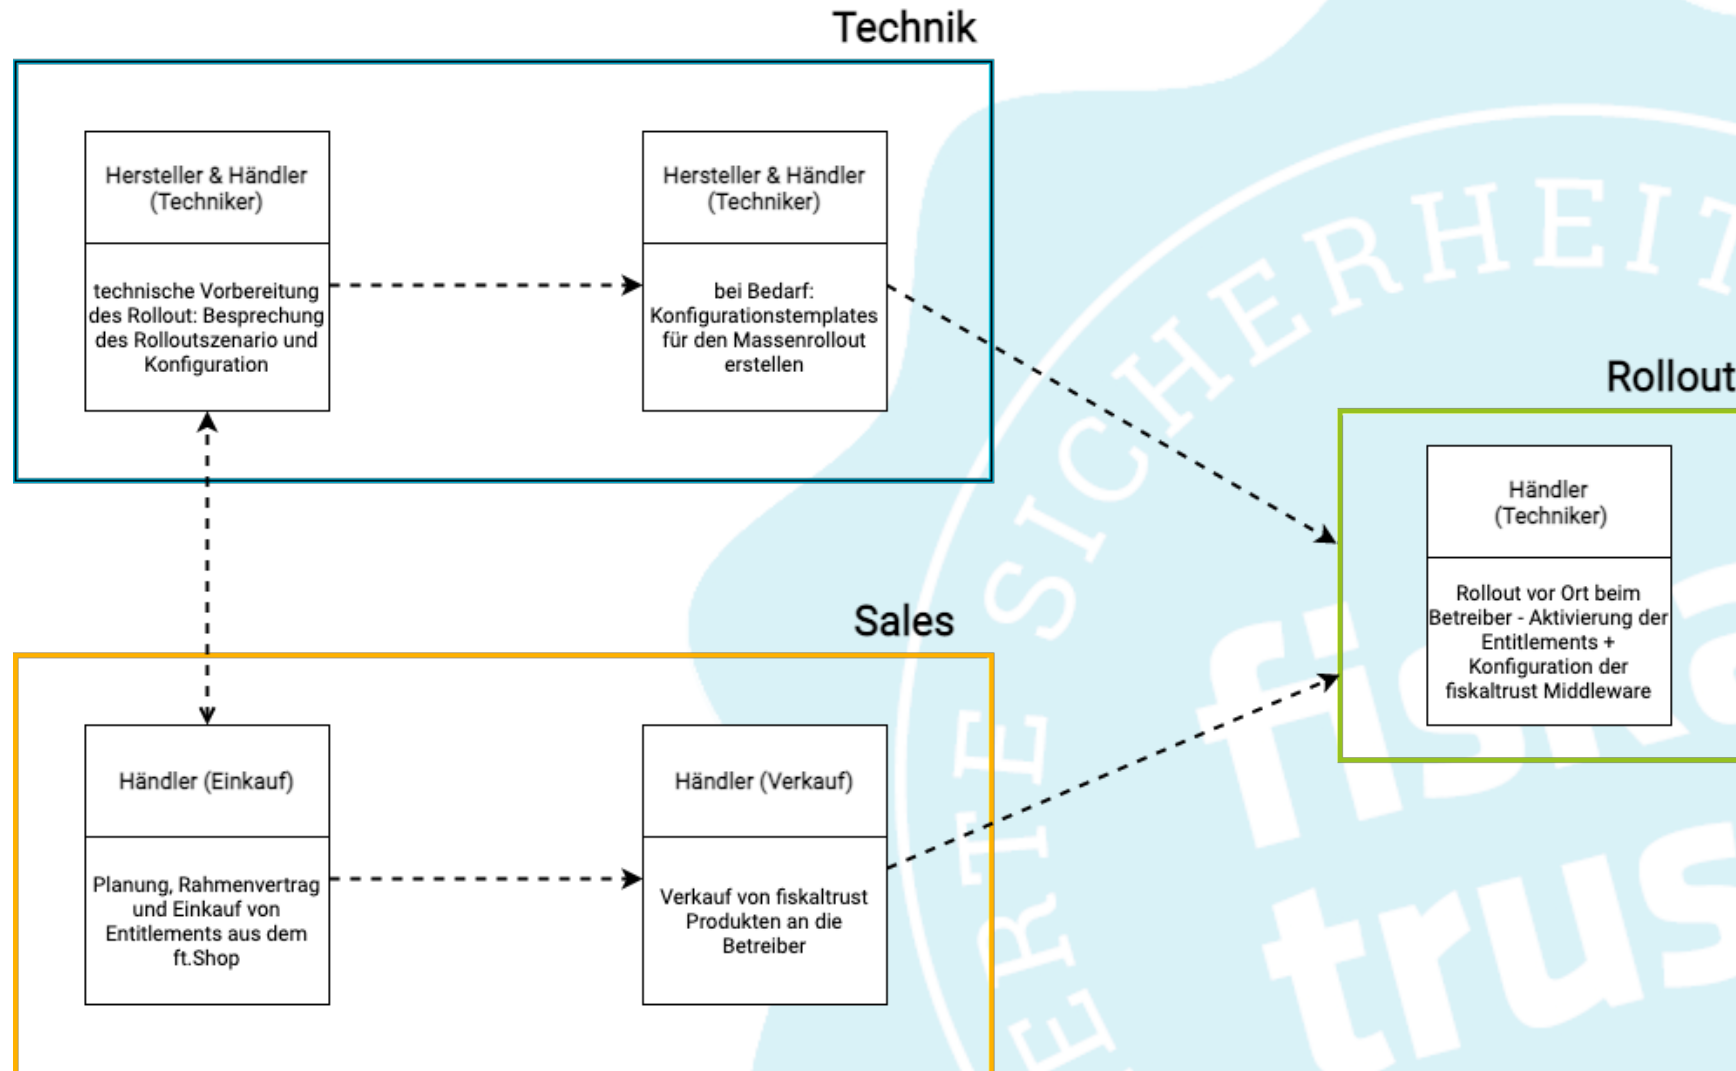 Technik
Hersteller & Händler
(Techniker)
technische Vorbereitung
des Rollout: Besprechung
des Rolloutszenario und
Konfiguration
Hersteller & Händler
(Techniker)
bei Bedarf:
Konfigurationstemplates
für den Massenrollout
erstellen
Rollout
Händler
(Techniker)
Rollout vor Ort beim
Betreiber - Aktivierung der
Entitlements +
Konfiguration der
fiskaltrust Middleware
Sales
Händler (Einkauf)
Planung, Rahmenvertrag
und Einkauf von
Entitlements aus dem
ft.Shop
Händler (Verkauf)
Verkauf von fiskaltrust
Produkten an die
Betreiber
ERTE SICHERHEIT
fiska
trus